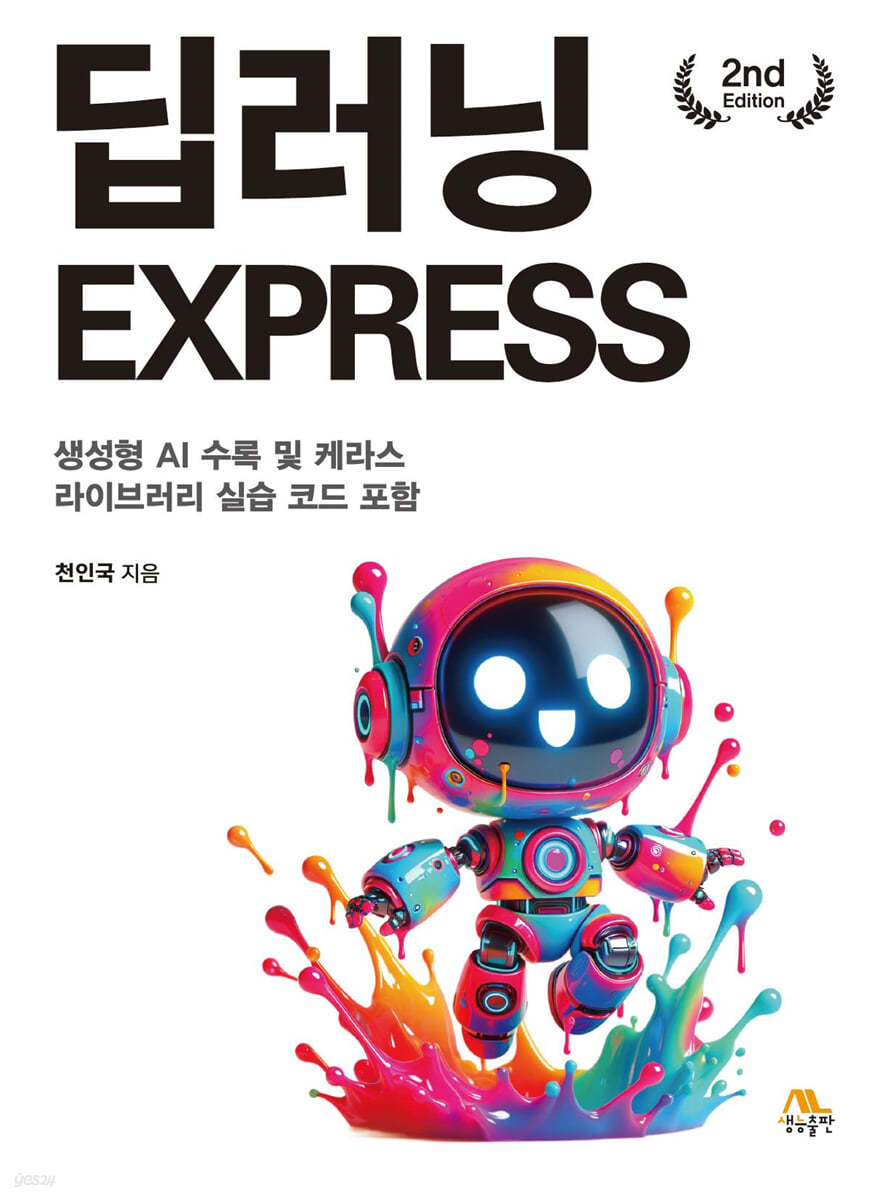 딥러닝
2nd
Edition
EXPRESS
생성형 AI 수록 및 케라스
라이브러리 실습 코드 포함
천인국 지음
생능출판
yes24